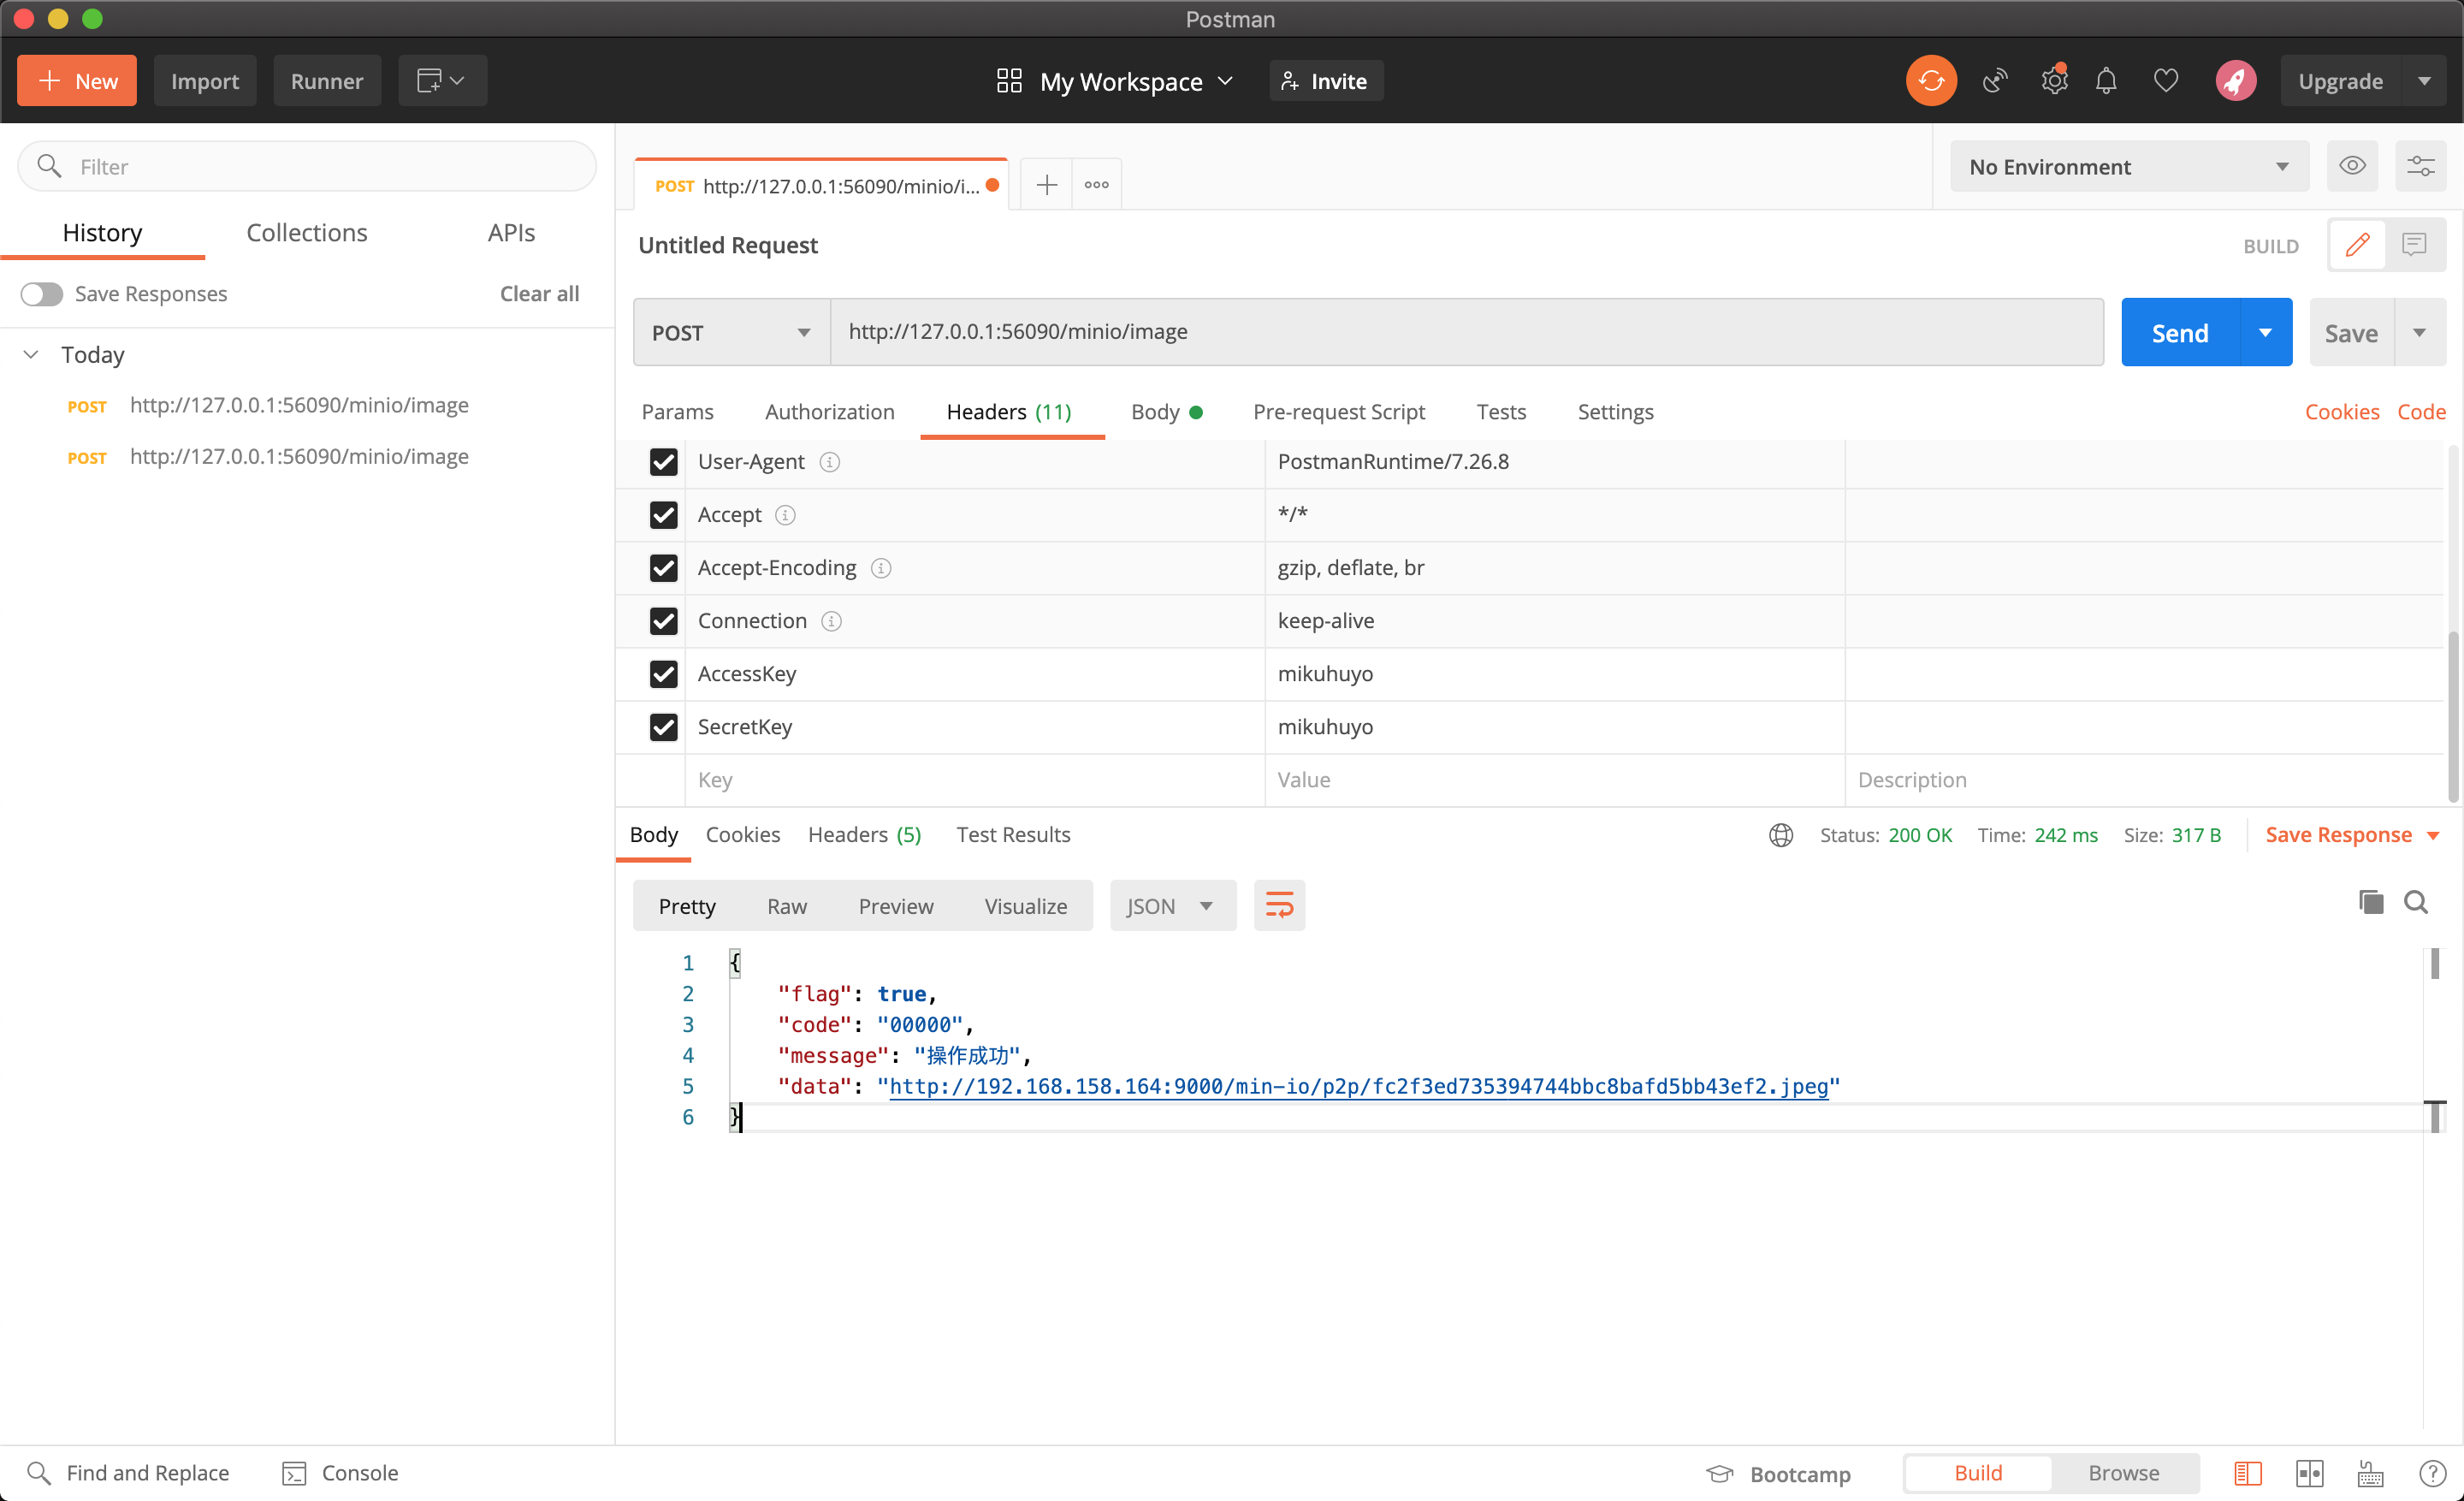 Postman
New
Import
Runner
My Workspace
Invite
Upgrade
Filter
History
Collections
APIs
Save Responses
Clear all
Today
POST http://127.0.0.1:56090/minio/image
POST http://127.0.0.1:56090/minio/image
POST http://127.0.0.1:56090/minio/i...
No Environment
Untitled Request
BUILD
POST
http://127.0.0.1:56090/minio/image
Send
Save
Params
Authorization
Headers (11)
Body
Pre-request Script
Tests
Settings
Cookies
Code
User-Agent
PostmanRuntime/7.26.8
Accept
*/*
Accept-Encoding
gzip, deflate, br
Connection
keep-alive
AccessKey
mikuhuyo
SecretKey
mikuhuyo
Key
Value
Description
Body
Cookies
Headers (5)
Test Results
Status: 200 OK
Time: 242 ms
Size: 317 B
Save Response
Pretty
Raw
Preview
Visualize
JSON
1 {
2 "flag": true,
3 "code": "00000",
4 "message": "操作成功",
5 "data": "http://192.168.158.164:9000/min-io/p2p/fc2f3ed735394744bbc8bafd5bb43ef2.jpeg"
6 }
Find and Replace
Console
Bootcamp
Build
Browse